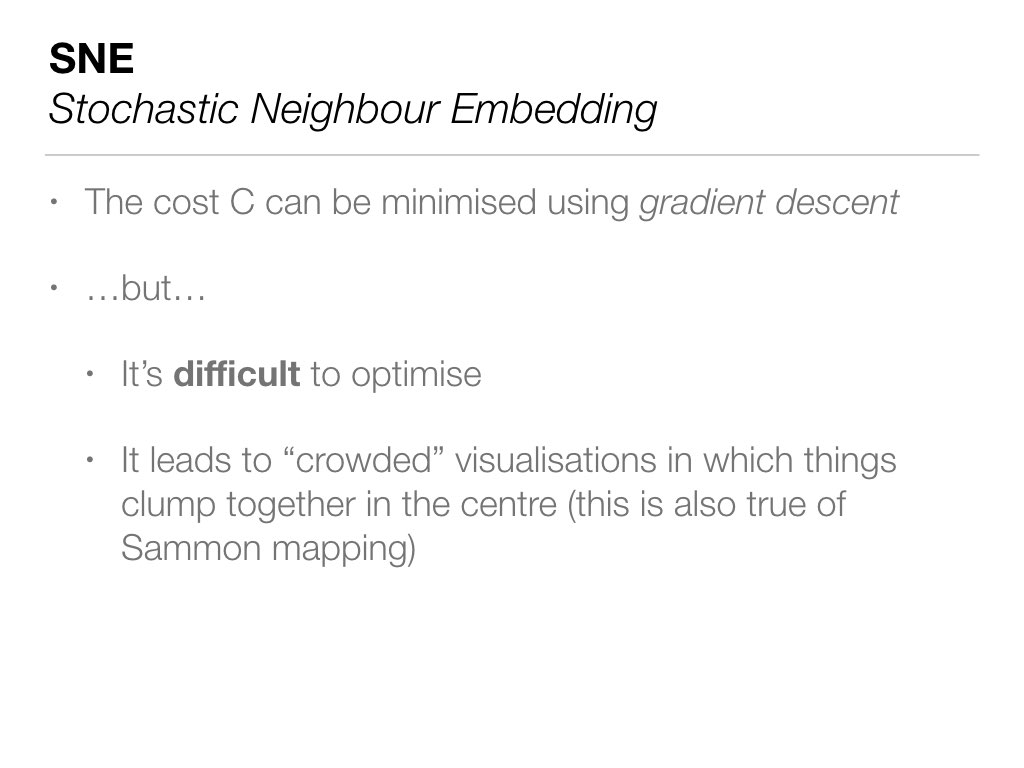 SNE
Stochastic Neighbour Embedding
• The cost C can be minimised using gradient descent
• …but…
• It’s difficult to optimise
• It leads to “crowded” visualisations in which things
clump together in the centre (this is also true of
Sammon mapping)